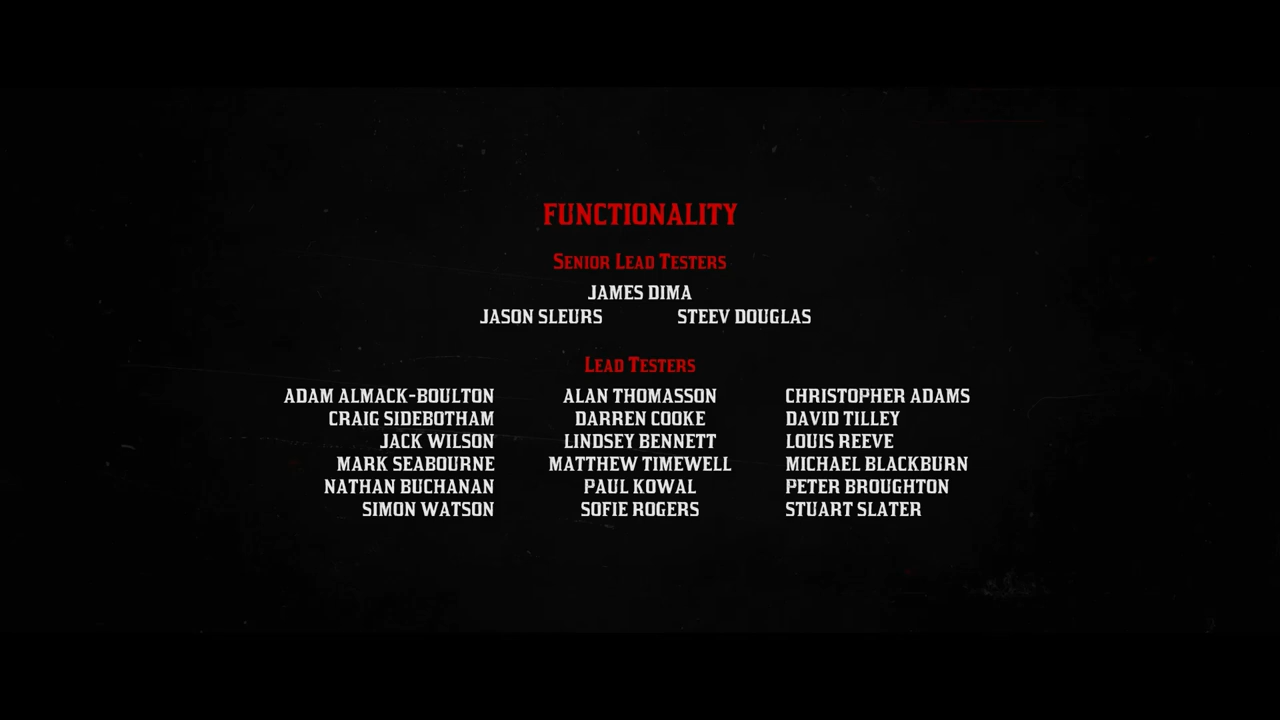 FUNCTIONALITY
SENIOR LEAD TESTERS
JAMES DIMA
JASON SLEURS STEEV DOUGLAS
LEAD TESTERS
ADAM ALMACK-BOULTON ALAN THOMASSON CHRISTOPHER ADAMS
CRAIG SIDEBOTHAM DARREN COOKE DAVID TILLEY
JACK WILSON LINDSEY BENNETT LOUIS REEVE
MARK SEABOURNE MATTHEW TIMEWELL MICHAEL BLACKBURN
NATHAN BUCHANAN PAUL KOWAL PETER BROUGHTON
SIMON WATSON SOFIE ROGERS STUART SLATER